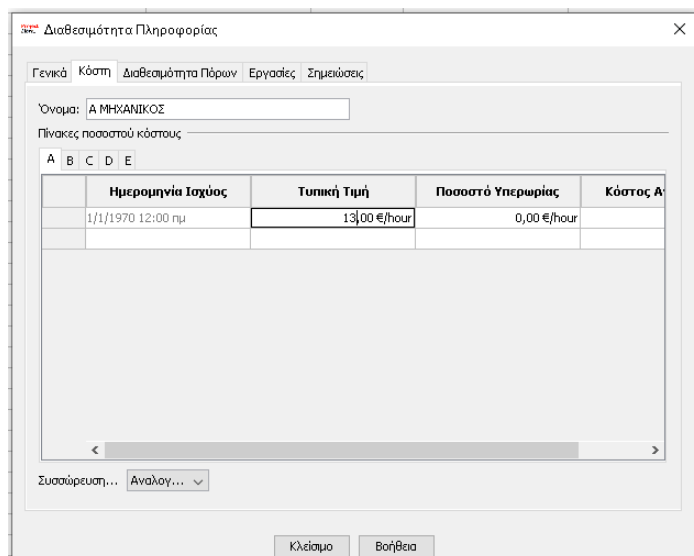 Διαθεσιμότητα Πληροφορίας
Γενικά Κόστη Διαθεσιμότητα Πόρων Εργασίες Σημειώσεις
Όνομα: Α ΜΗΧΑΝΙΚΟΣ
Πίνακες ποσοστού κόστους
A B C D E
Ημερομηνία Ισχύος Τυπική Τιμή Ποσοστό Υπερωρίας Κόστος Α
1/1/1970 12:00 πμ 13,00 €/hour 0,00 €/hour
Συσσώρευση... Αναλογ...
Κλείσιμο Βοήθεια